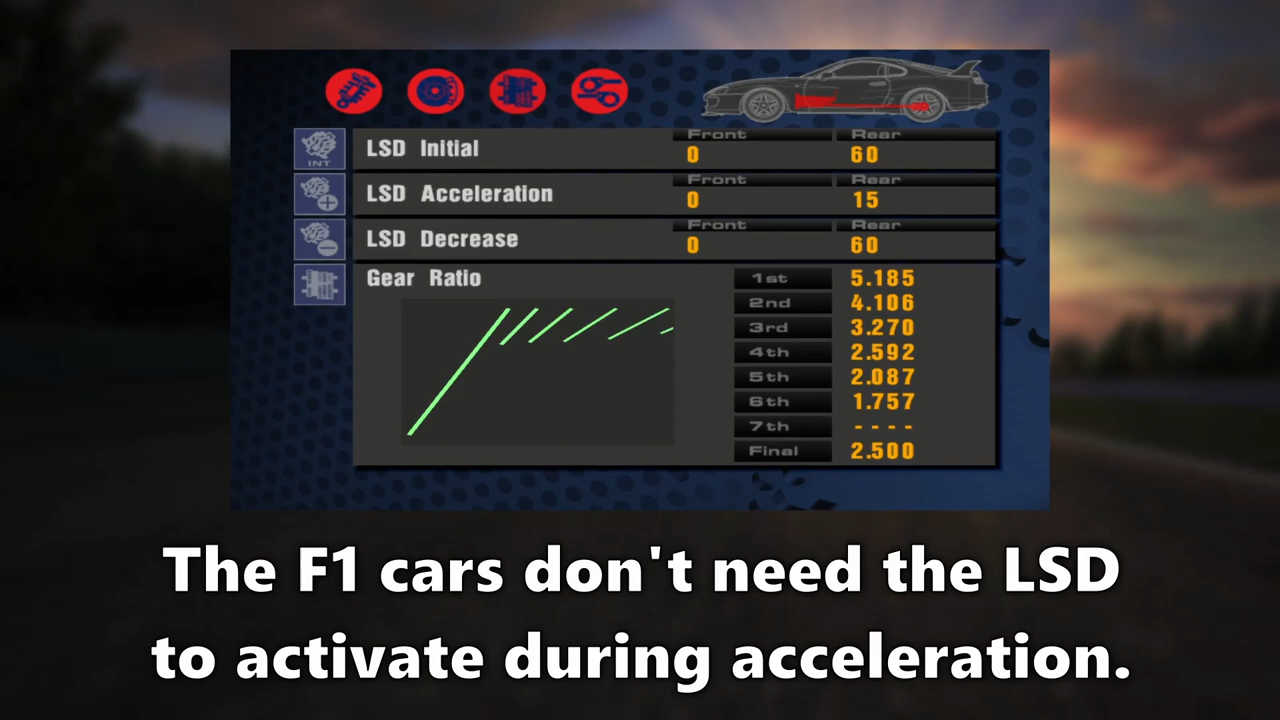 Front Rear
LSD Initial 0 60
INT
Front Rear
LSD Acceleration 0 15
Front Rear
LSD Decrease 0 60
Gear Ratio
1st 5.185
2nd 4.106
3rd 3.270
4th 2.592
5th 2.087
6th 1.757
7th - - - -
Final 2.500
The F1 cars don't need the LSD
to activate during acceleration.